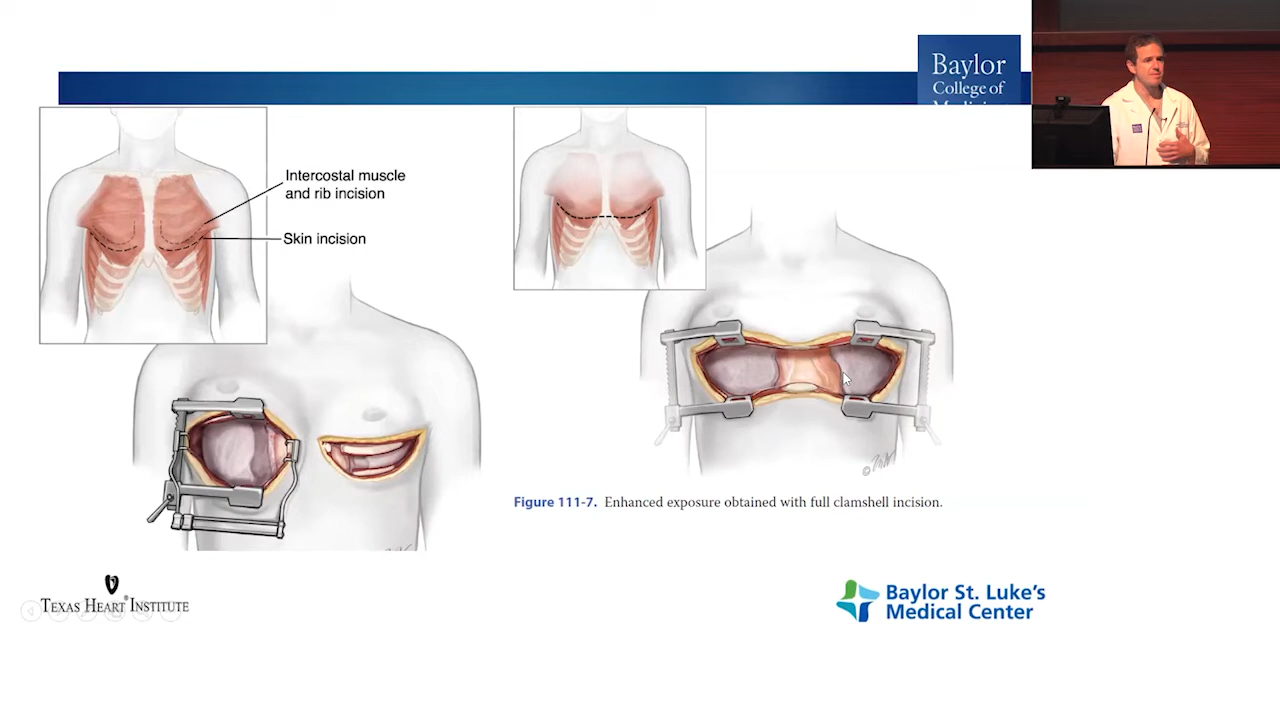 Baylor
College of
Medicine
Intercostal muscle
and rib incision
Skin incision
Figure 111-7. Enhanced exposure obtained with full clamshell incision.
TEXAS HEART® INSTITUTE
Baylor St. Luke's
Medical Center